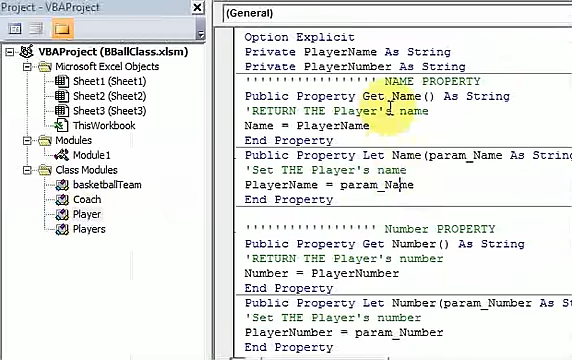 Project - VBAProject
VBAProject (BBallClass.xlsm)
Microsoft Excel Objects
Sheet1 (Sheet1)
Sheet2 (Sheet2)
Sheet3 (Sheet3)
ThisWorkbook
Modules
Module1
Class Modules
basketballTeam
Coach
Player
Players
(General)
Option Explicit
Private PlayerName As String
Private PlayerNumber As String
'''''''''''''''''' NAME PROPERTY
Public Property Get Name() As String
'RETURN THE Player's name
Name = PlayerName
End Property
Public Property Let Name(param_Name As String
'Set THE Player's name
PlayerName = param_Name
End Property
'''''''''''''''''' Number PROPERTY
Public Property Get Number() As String
'RETURN THE Player's number
Number = PlayerNumber
End Property
Public Property Let Number(param_Number As St
'Set THE Player's number
PlayerNumber = param_Number
End Property